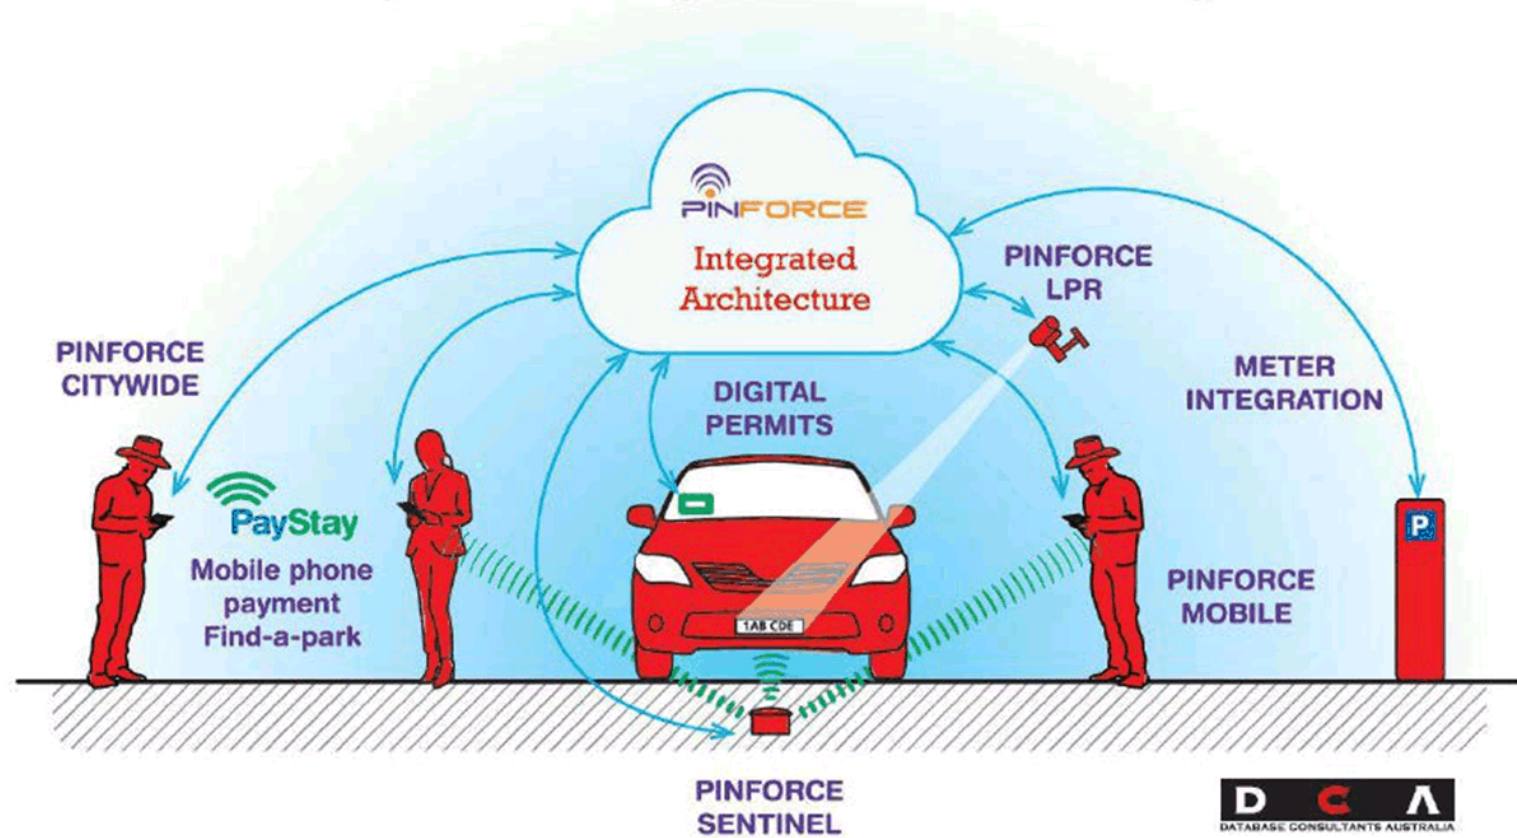 PINFORCE
Integrated
Architecture
PINFORCE
LPR
PINFORCE
CITYWIDE
DIGITAL
PERMITS
METER
INTEGRATION
PayStay
Mobile phone
payment
Find-a-park
P
PINFORCE
MOBILE
1AB CDE
PINFORCE
SENTINEL
DCA
DATABASE CONSULTANTS AUSTRALIA